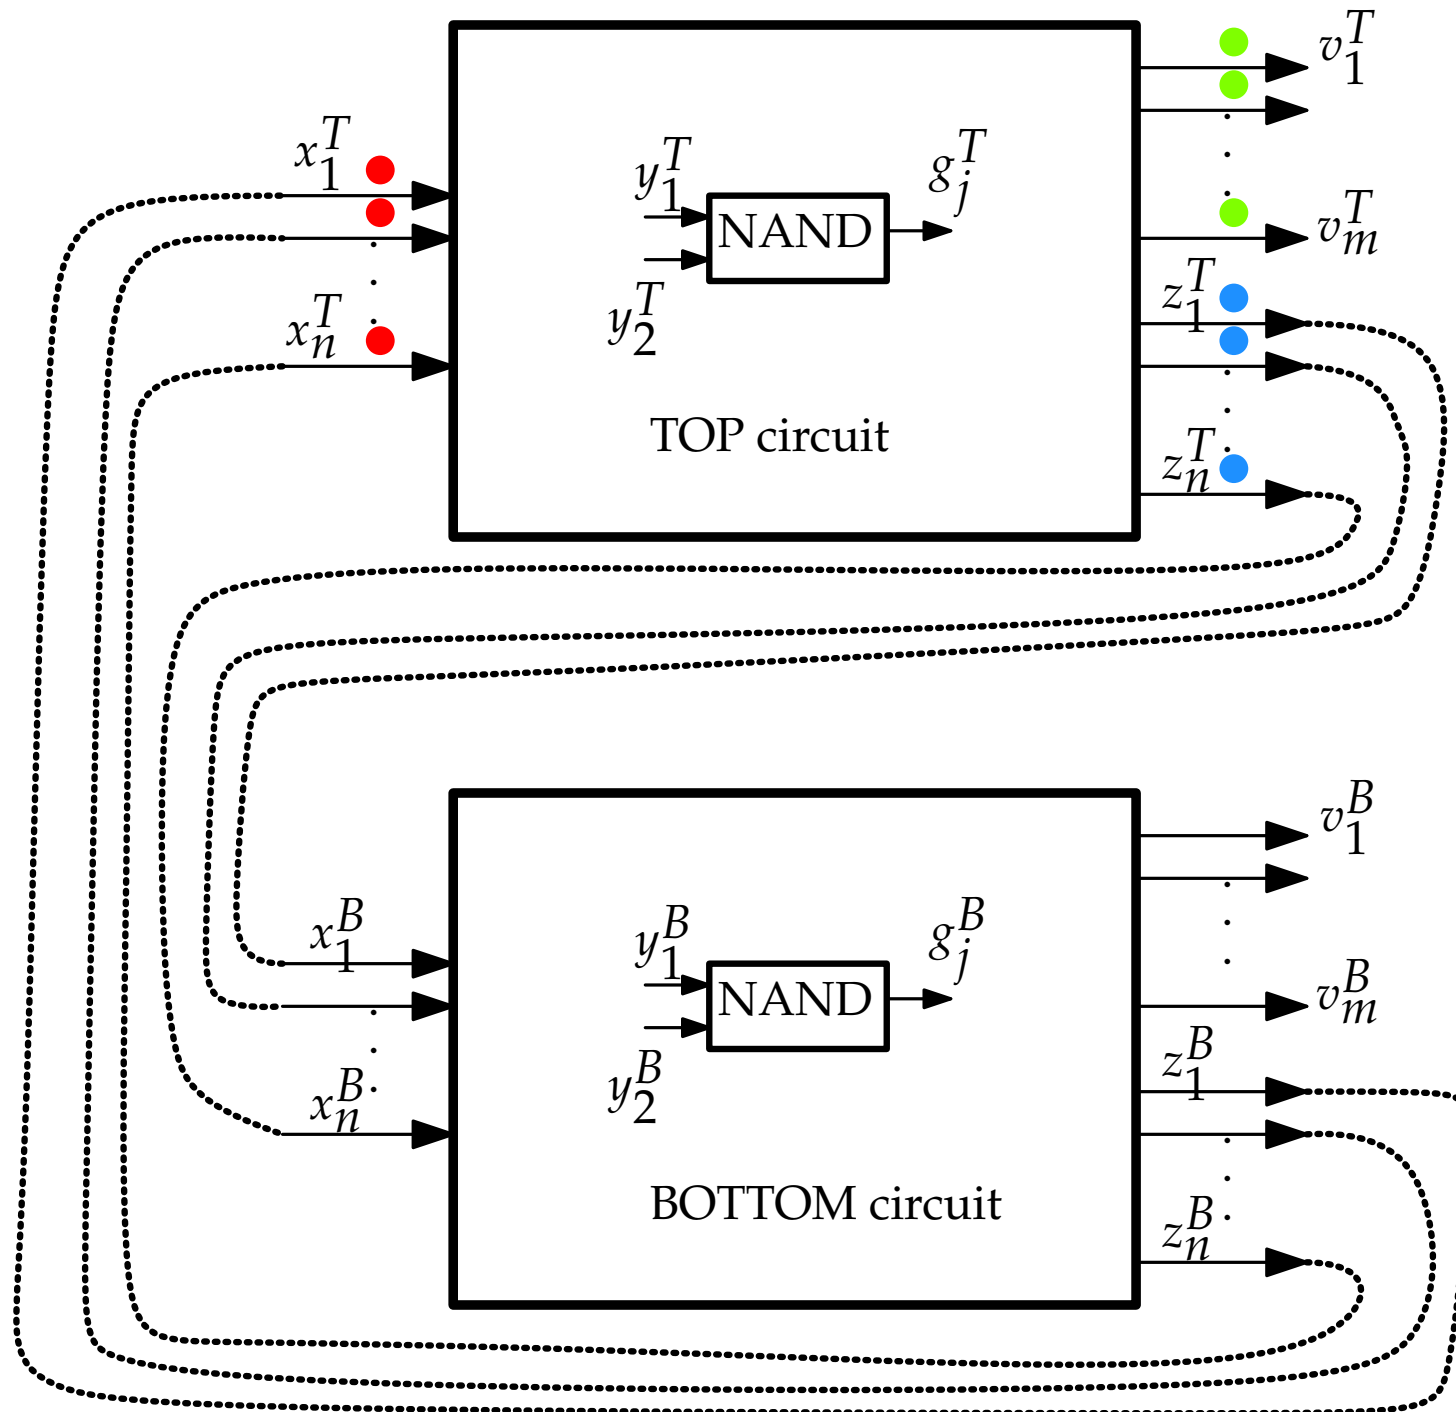 v_1^T
x_1^T
y_1^T
NAND
g_j^T
y_2^T
x_n^T
v_m^T
z_1^T
TOP circuit
z_n^T
v_1^B
x_1^B
y_1^B
NAND
g_j^B
y_2^B
x_n^B
v_m^B
z_1^B
BOTTOM circuit
z_n^B